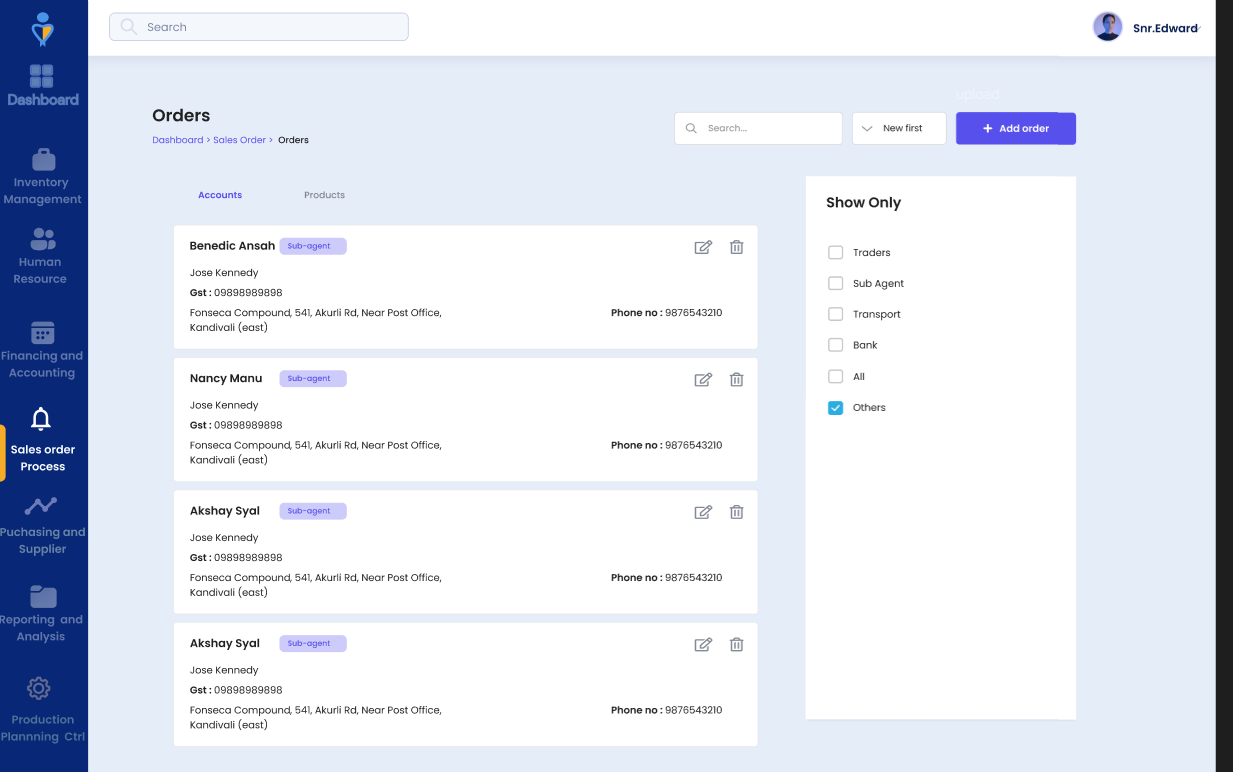 Search
Snr.Edward
Dashboard
Inventory
Management
Human
Resource
Financing and
Accounting
Sales order
Process
Puchasing and
Supplier
Reporting and
Analysis
Production
Plannning Ctrl
upload
Orders
Dashboard > Sales Order > Orders
Search...
New first
+ Add order
Accounts
Products
Benedic Ansah Sub-agent
Jose Kennedy
Gst : 09898989898
Fonseca Compound, 541, Akurli Rd, Near Post Office,
Kandivali (east)
Phone no : 9876543210
Nancy Manu Sub-agent
Jose Kennedy
Gst : 09898989898
Fonseca Compound, 541, Akurli Rd, Near Post Office,
Kandivali (east)
Phone no : 9876543210
Akshay Syal Sub-agent
Jose Kennedy
Gst : 09898989898
Fonseca Compound, 541, Akurli Rd, Near Post Office,
Kandivali (east)
Phone no : 9876543210
Akshay Syal Sub-agent
Jose Kennedy
Gst : 09898989898
Fonseca Compound, 541, Akurli Rd, Near Post Office,
Kandivali (east)
Phone no : 9876543210
Show Only
Traders
Sub Agent
Transport
Bank
All
Others